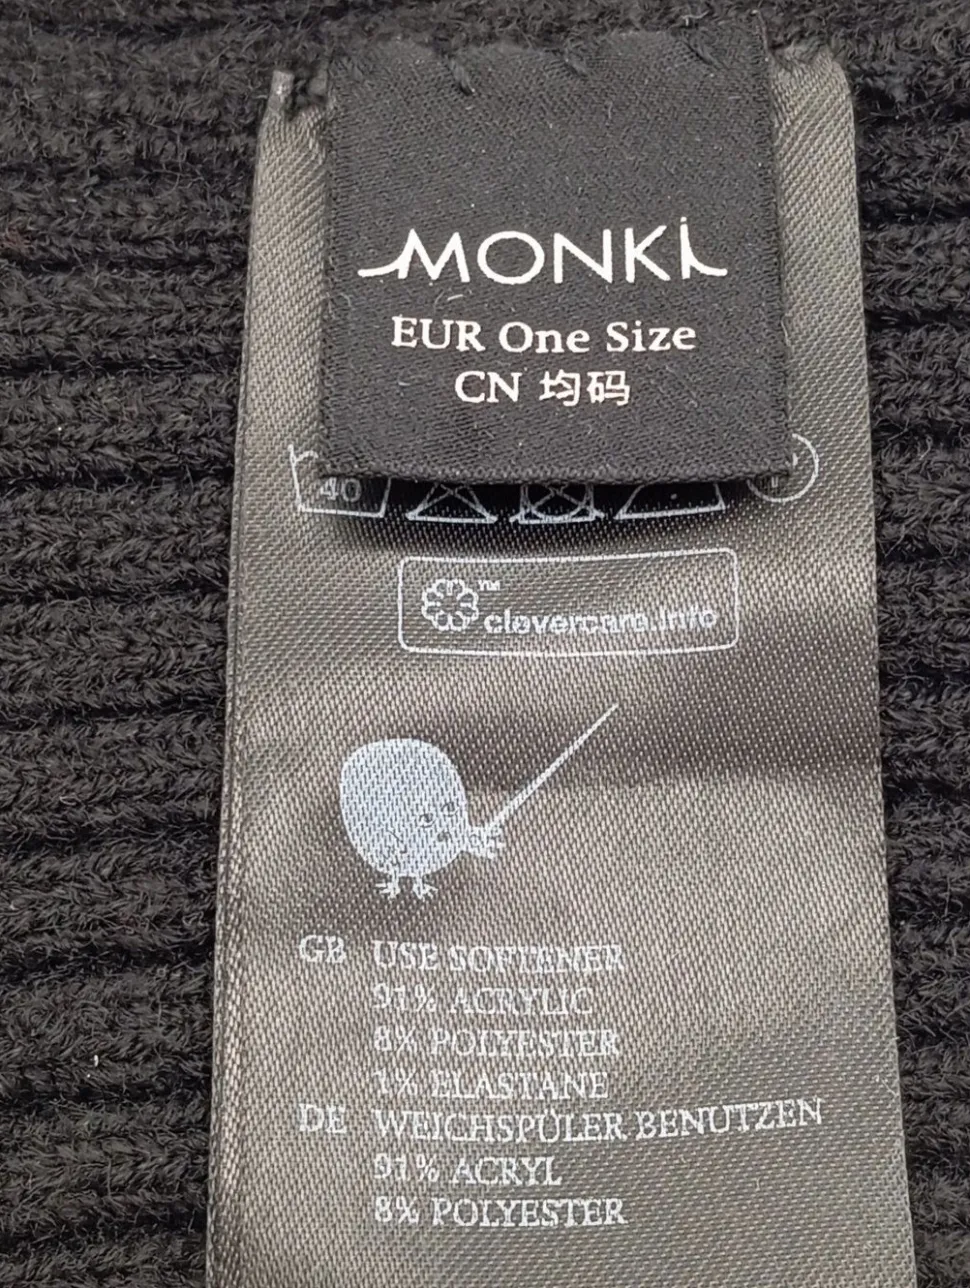 MONKI
EUR One Size
CN 均码
40
clevercare.info™
GB USE SOFTENER
91% ACRYLIC
8% POLYESTER
1% ELASTANE
DE WEICHSPÜLER BENUTZEN
91% ACRYL
8% POLYESTER